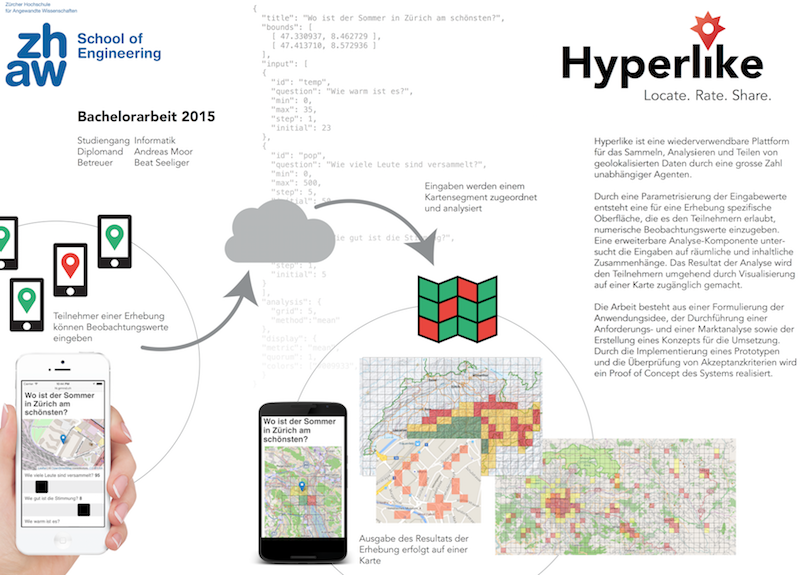 Zürcher Hochschule
für Angewandte Wissenschaften
zh
aw
School of
Engineering
Bachelorarbeit 2015
Studiengang Informatik
Diplomand Andreas Moor
Betreuer Beat Seeliger
{
"title": "Wo ist der Sommer in Zürich am schönsten?",
"bounds": [
[ 47.330937, 8.462729 ],
[ 47.413710, 8.572936 ]
],
"input": [
{
"id": "temp",
"question": "Wie warm ist es?",
"min": 0,
"max": 35,
"step": 1,
"initial": 23
},
{
"id": "pop",
"question": "Wie viele Leute sind versammelt?",
"min": 0,
"max": 500,
"step": 5,
"initial": 50
ie gut ist die
"step": 1,
"initial": 5
}
],
"analysis": {
"grid": 5,
"method":"mean"
},
"display": {
Hyperlike
Locate. Rate. Share.
Hyperlike ist eine wiederverwendbare Plattform
für das Sammeln, Analysieren und Teilen von
geolokalisierten Daten durch eine grosse Zahl
unabhängiger Agenten.
Durch eine Parametrisierung der Eingabewerte
entsteht eine für eine Erhebung spezifische
Oberfläche, die es den Teilnehmern erlaubt,
numerische Beobachtungswerte einzugeben.
Eine erweiterbare Analyse-Komponente unter-
sucht die Eingaben auf räumliche und inhaltliche
Zusammenhänge. Das Resultat der Analyse wird
den Teilnehmern umgehend durch Visualisierung
auf einer Karte zugänglich gemacht.
Die Arbeit besteht aus einer Formulierung der
Anwendungsidee, der Durchführung einer
Anforderungs- und einer Marktanalyse sowie der
Erstellung eines Konzepts für die Umsetzung.
Durch die Implementierung eines Prototypen
und die Überprüfung von Akzeptanzkriterien wird
ein Proof of Concept des Systems realisiert.
Eingaben werden einem
Kartensegment zugeordnet
und analysiert
Teilnehmer einer Erhebung
können Beobachtungswerte
eingeben
Wo ist der Sommer
in Zürich am
schönsten?
Wie viele Leute sind versammelt? 95
Wie gut ist die Stimmung? 8
Wie warm ist es?
Wo ist der Sommer
in Zürich am
schönsten?
Ausgabe des Resultats der
Erhebung erfolgt auf einer
Karte